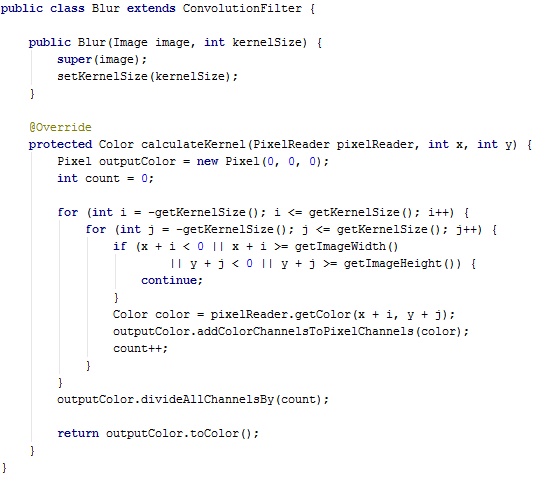 public class Blur extends ConvolutionFilter {
public Blur(Image image, int kernelSize) {
super(image);
setKernelSize(kernelSize);
}
@Override
protected Color calculateKernel(PixelReader pixelReader, int x, int y) {
Pixel outputColor = new Pixel(0, 0, 0);
int count = 0;
for (int i = -getKernelSize(); i <= getKernelSize(); i++) {
for (int j = -getKernelSize(); j <= getKernelSize(); j++) {
if (x + i < 0 || x + i >= getImageWidth()
|| y + j < 0 || y + j >= getImageHeight()) {
continue;
}
Color color = pixelReader.getColor(x + i, y + j);
outputColor.addColorChannelsToPixelChannels(color);
count++;
}
}
outputColor.divideAllChannelsBy(count);
return outputColor.toColor();
}
}